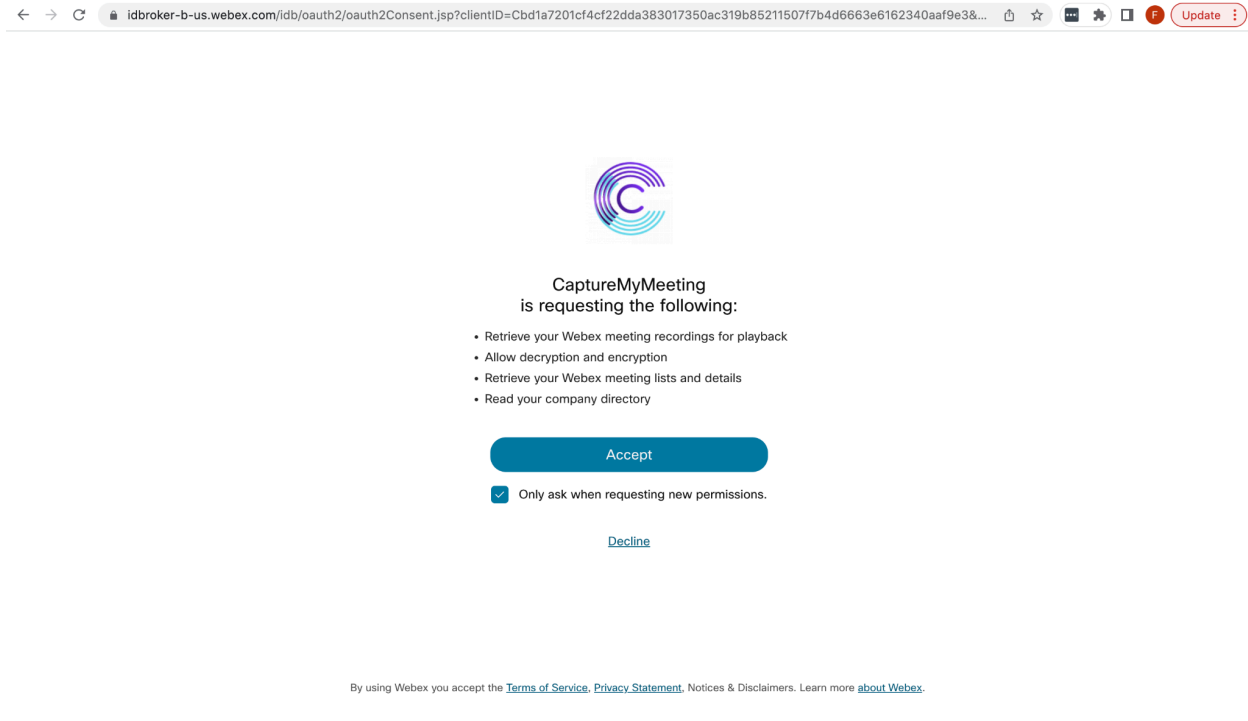 idbroker-b-us.webex.com/idb/oauth2/oauth2Consent.jsp?clientID=Cbd1a7201cf4cf22dda383017350ac319b85211507f7b4d6663e6162340aaf9e3&...
F
Update
C
CaptureMyMeeting
is requesting the following:
• Retrieve your Webex meeting recordings for playback
• Allow decryption and encryption
• Retrieve your Webex meeting lists and details
• Read your company directory
Accept
Only ask when requesting new permissions.
Decline
By using Webex you accept the Terms of Service, Privacy Statement, Notices & Disclaimers. Learn more about Webex.